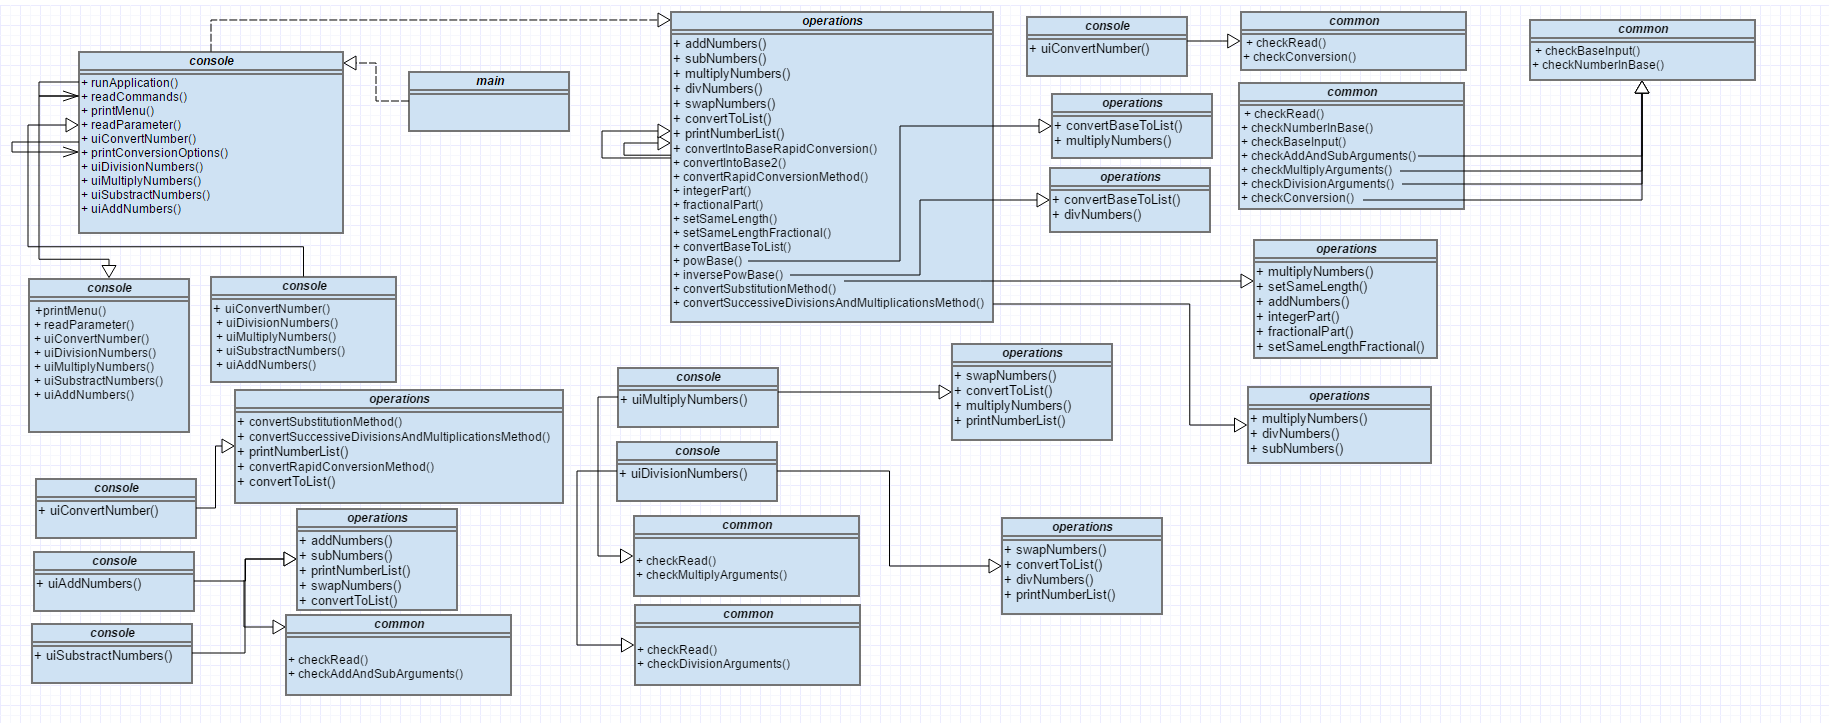 console
+ runApplication()
+ readCommands()
+ printMenu()
+ readParameter()
+ uiConvertNumber()
+ printConversionOptions()
+ uiDivisionNumbers()
+ uiMultiplyNumbers()
+ uiSubstractNumbers()
+ uiAddNumbers()
main
operations
+ addNumbers()
+ subNumbers()
+ multiplyNumbers()
+ divNumbers()
+ swapNumbers()
+ convertToList()
+ printNumberList()
+ convertIntoBaseRapidConversion()
+ convertIntoBase2()
+ convertRapidConversionMethod()
+ integerPart()
+ fractionalPart()
+ setSameLength()
+ setSameLengthFractional()
+ convertBaseToList()
+ powBase()
+ inversePowBase()
+ convertSubstitutionMethod()
+ convertSuccessiveDivisionsAndMultiplicationsMethod()
console
+ uiConvertNumber()
common
+ checkRead()
+ checkConversion()
common
+ checkBaseInput()
+ checkNumberInBase()
operations
+ convertBaseToList()
+ multiplyNumbers()
common
+ checkRead()
+ checkNumberInBase()
+ checkBaseInput()
+ checkAddAndSubArguments()
+ checkMultiplyArguments()
+ checkDivisionArguments()
+ checkConversion()
operations
+ convertBaseToList()
+ divNumbers()
operations
+ multiplyNumbers()
+ setSameLength()
+ addNumbers()
+ integerPart()
+ fractionalPart()
+ setSameLengthFractional()
console
+printMenu()
+ readParameter()
+ uiConvertNumber()
+ uiDivisionNumbers()
+ uiMultiplyNumbers()
+ uiSubstractNumbers()
+ uiAddNumbers()
console
+ uiConvertNumber()
+ uiDivisionNumbers()
+ uiMultiplyNumbers()
+ uiSubstractNumbers()
+ uiAddNumbers()
operations
+ convertSubstitutionMethod()
+ convertSuccessiveDivisionsAndMultiplicationsMethod()
+ printNumberList()
+ convertRapidConversionMethod()
+ convertToList()
console
+ uiMultiplyNumbers()
operations
+ swapNumbers()
+ convertToList()
+ multiplyNumbers()
+ printNumberList()
operations
+ multiplyNumbers()
+ divNumbers()
+ subNumbers()
console
+ uiDivisionNumbers()
console
+ uiConvertNumber()
operations
+ addNumbers()
+ subNumbers()
+ printNumberList()
+ swapNumbers()
+ convertToList()
common
+ checkRead()
+ checkMultiplyArguments()
operations
+ swapNumbers()
+ convertToList()
+ divNumbers()
+ printNumberList()
console
+ uiAddNumbers()
console
+ uiSubstractNumbers()
common
+ checkRead()
+ checkAddAndSubArguments()
common
+ checkRead()
+ checkDivisionArguments()